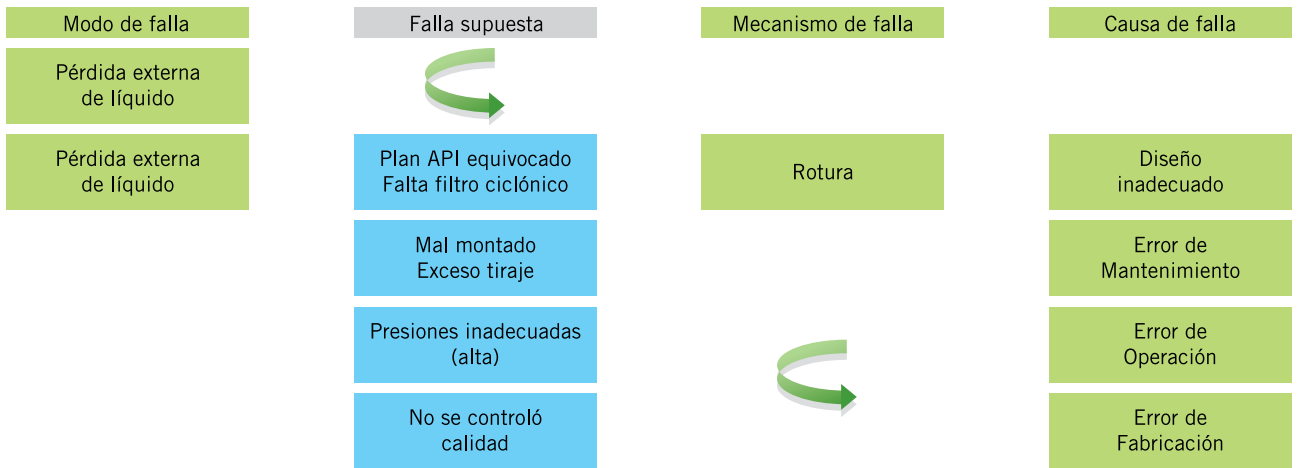 Modo de falla
Falla supuesta
Mecanismo de falla
Causa de falla
Pérdida externa
de líquido
Pérdida externa
de líquido
Plan API equivocado
Falta filtro ciclónico
Rotura
Diseño
inadecuado
Mal montado
Exceso tiraje
Error de
Mantenimiento
Presiones inadecuadas
(alta)
Error de
Operación
No se controló
calidad
Error de
Fabricación